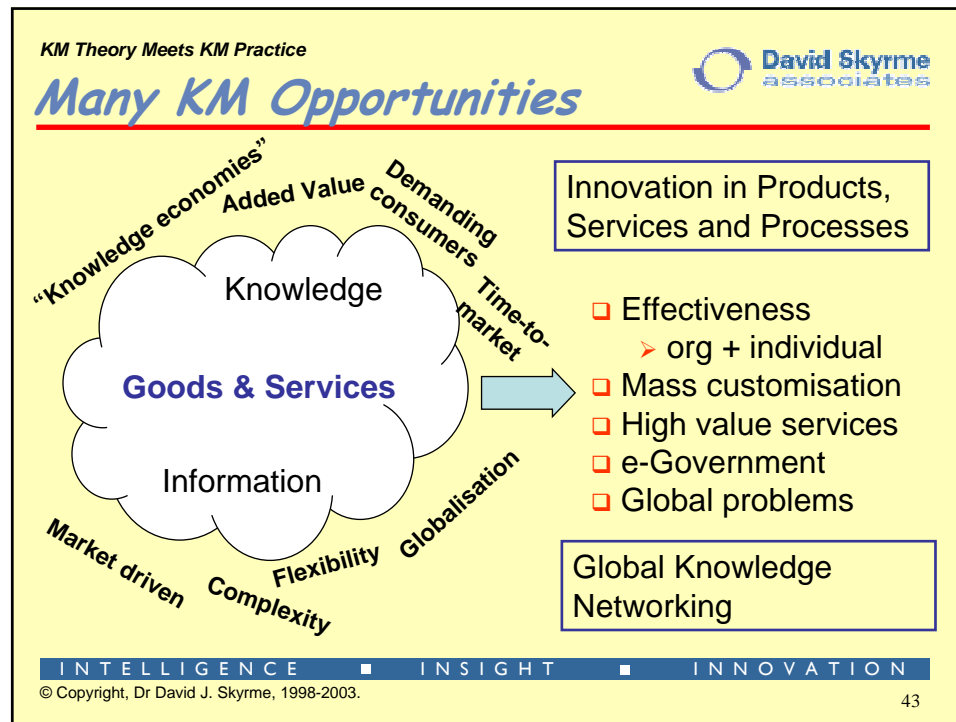 KM Theory Meets KM Practice
Many KM Opportunities
David Skyrme
associates
“Knowledge economies”
Added Value
Demanding
consumers
Time-to-
market
Knowledge
Goods & Services
Information
Market driven
Complexity
Flexibility
Globalisation
Innovation in Products,
Services and Processes
Effectiveness
org + individual
Mass customisation
High value services
e-Government
Global problems
Global Knowledge
Networking
INTELLIGENCE ■ INSIGHT ■ INNOVATION
© Copyright, Dr David J. Skyrme, 1998-2003.
43